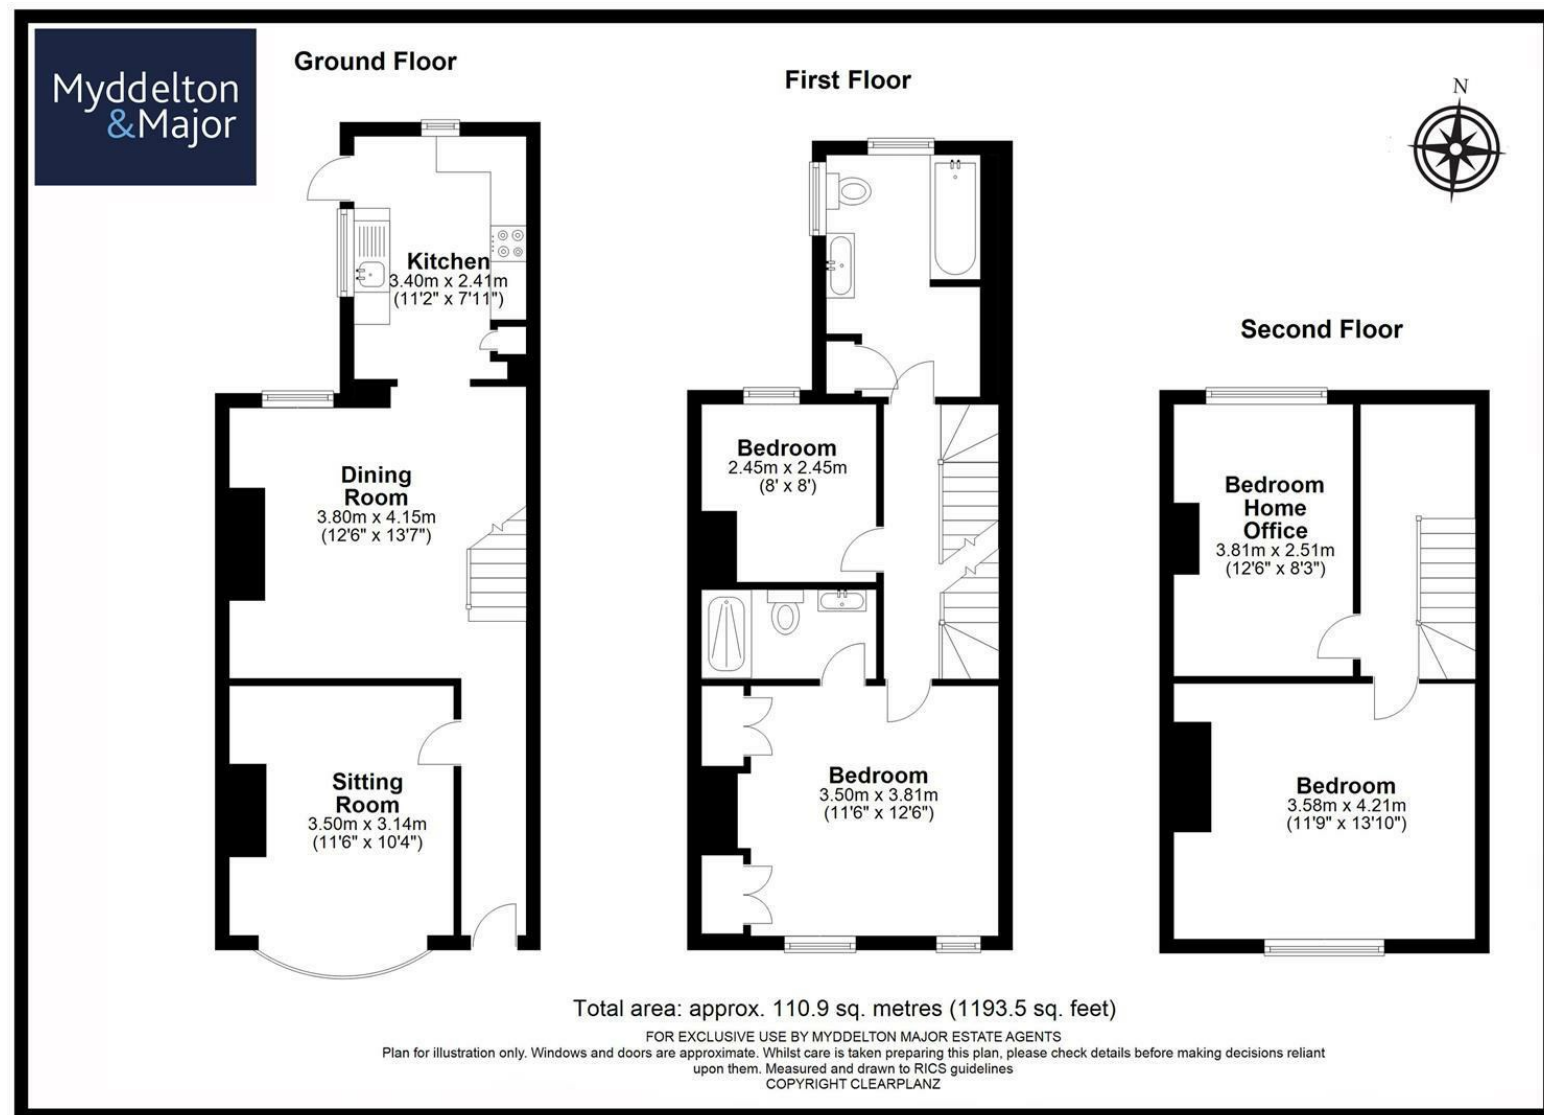 Myddelton
&Major
Ground Floor
Kitchen
3.40m x 2.41m
(11'2" x 7'11")
Dining
Room
3.80m x 4.15m
(12'6" x 13'7")
Sitting
Room
3.50m x 3.14m
(11'6" x 10'4")
First Floor
Bedroom
2.45m x 2.45m
(8' x 8')
Bedroom
3.50m x 3.81m
(11'6" x 12'6")
N
Second Floor
Bedroom
Home
Office
3.81m x 2.51m
(12'6" x 8'3")
Bedroom
3.58m x 4.21m
(11'9" x 13'10")
Total area: approx. 110.9 sq. metres (1193.5 sq. feet)
FOR EXCLUSIVE USE BY MYDDELTON MAJOR ESTATE AGENTS
Plan for illustration only. Windows and doors are approximate. Whilst care is taken preparing this plan, please check details before making decisions reliant
upon them. Measured and drawn to RICS guidelines
COPYRIGHT CLEARPLANZ